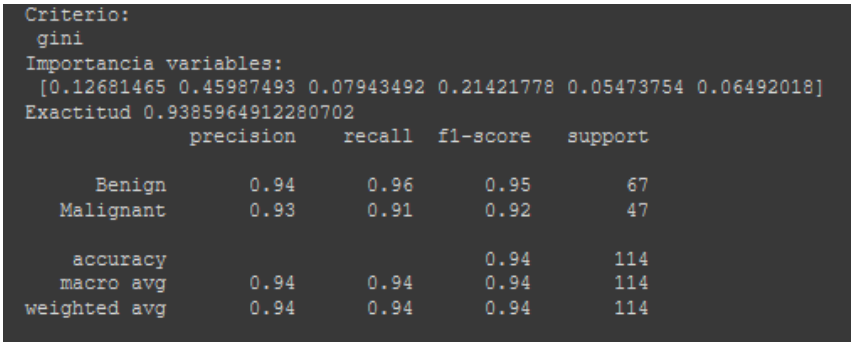 Criterio:
gini
Importancia variables:
[0.12681465 0.45987493 0.07943492 0.21421778 0.05473754 0.06492018]
Exactitud 0.9385964912280702
precision recall f1-score support
Benign 0.94 0.96 0.95 67
Malignant 0.93 0.91 0.92 47
accuracy 0.94 114
macro avg 0.94 0.94 0.94 114
weighted avg 0.94 0.94 0.94 114